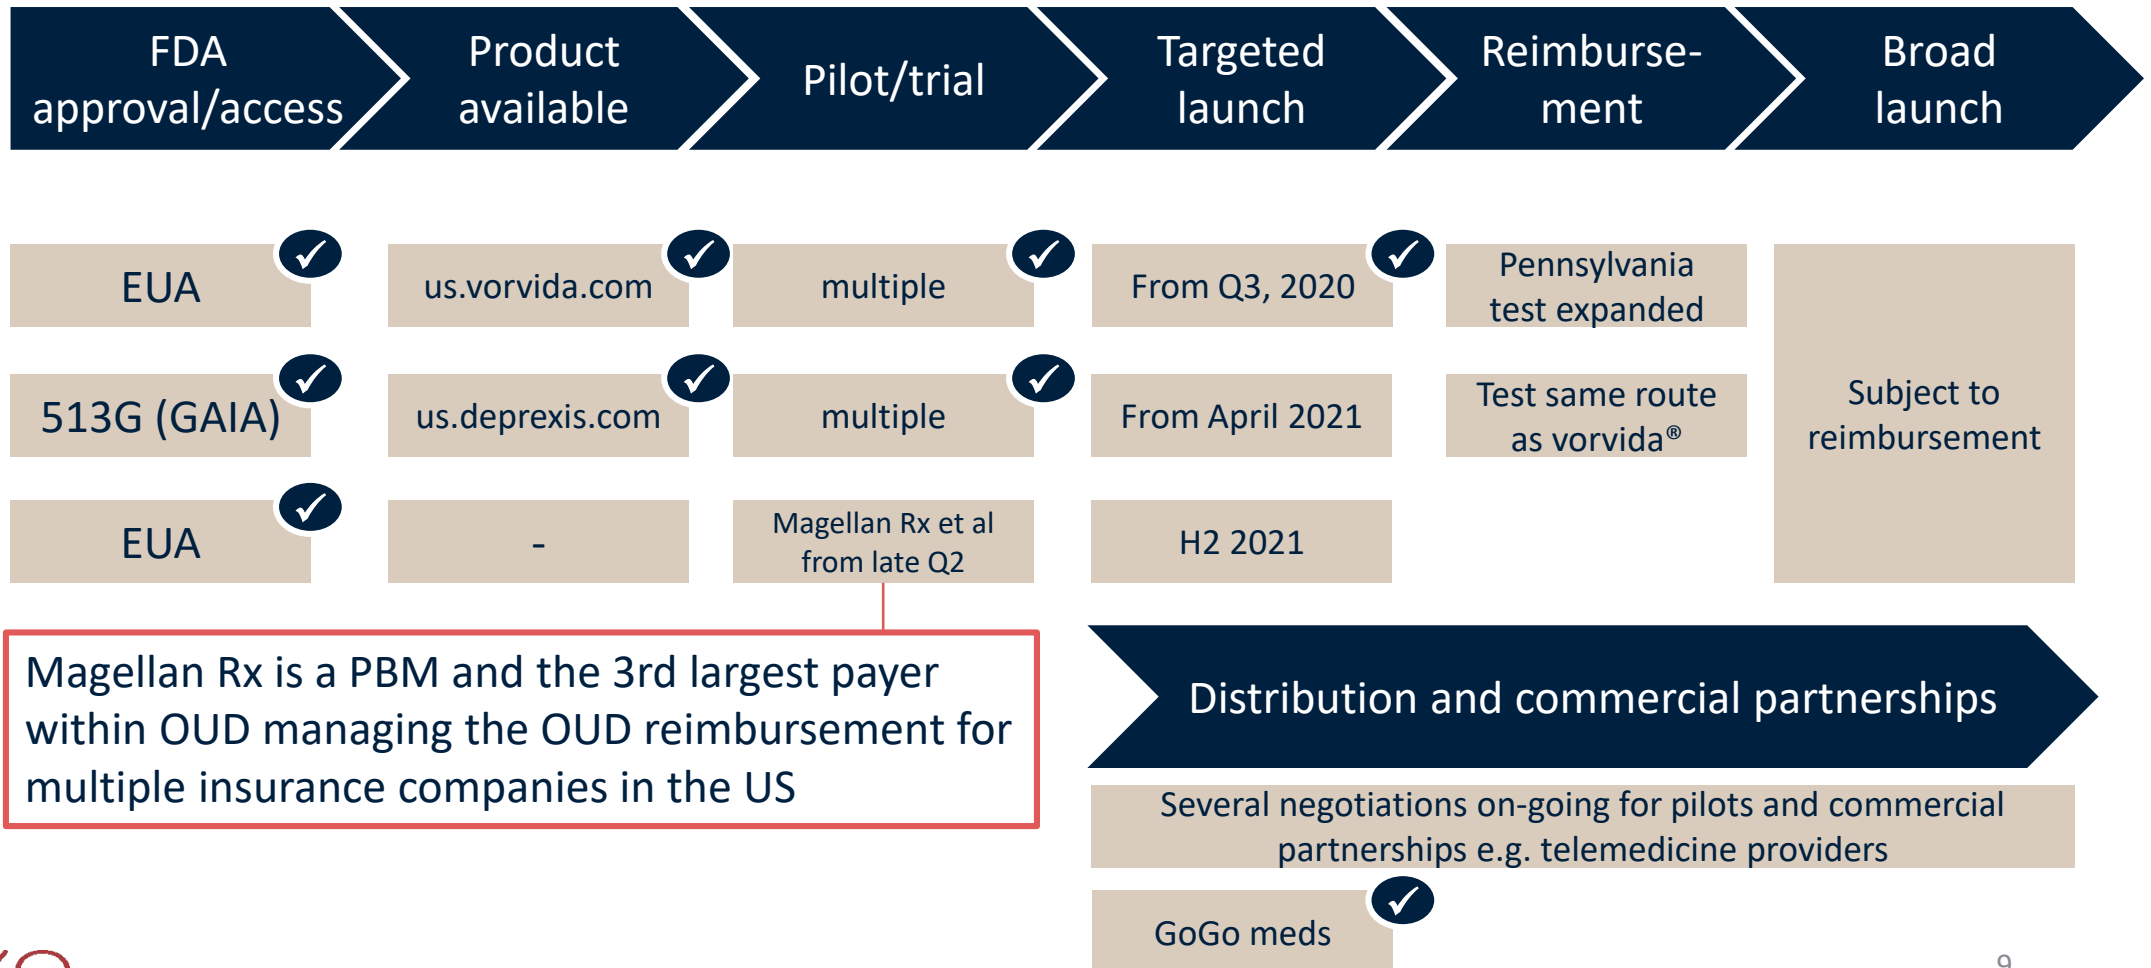 FDA
approval/access
Product
available
Pilot/trial
Targeted
launch
Reimburse-
ment
Broad
launch
EUA
us.vorvida.com
multiple
From Q3, 2020
Pennsylvania
test expanded
513G (GAIA)
us.deprexis.com
multiple
From April 2021
Test same route
as vorvida®
Subject to
reimbursement
EUA
-
Magellan Rx et al
from late Q2
H2 2021
Magellan Rx is a PBM and the 3rd largest payer
within OUD managing the OUD reimbursement for
multiple insurance companies in the US
Distribution and commercial partnerships
Several negotiations on-going for pilots and commercial
partnerships e.g. telemedicine providers
GoGo meds
9